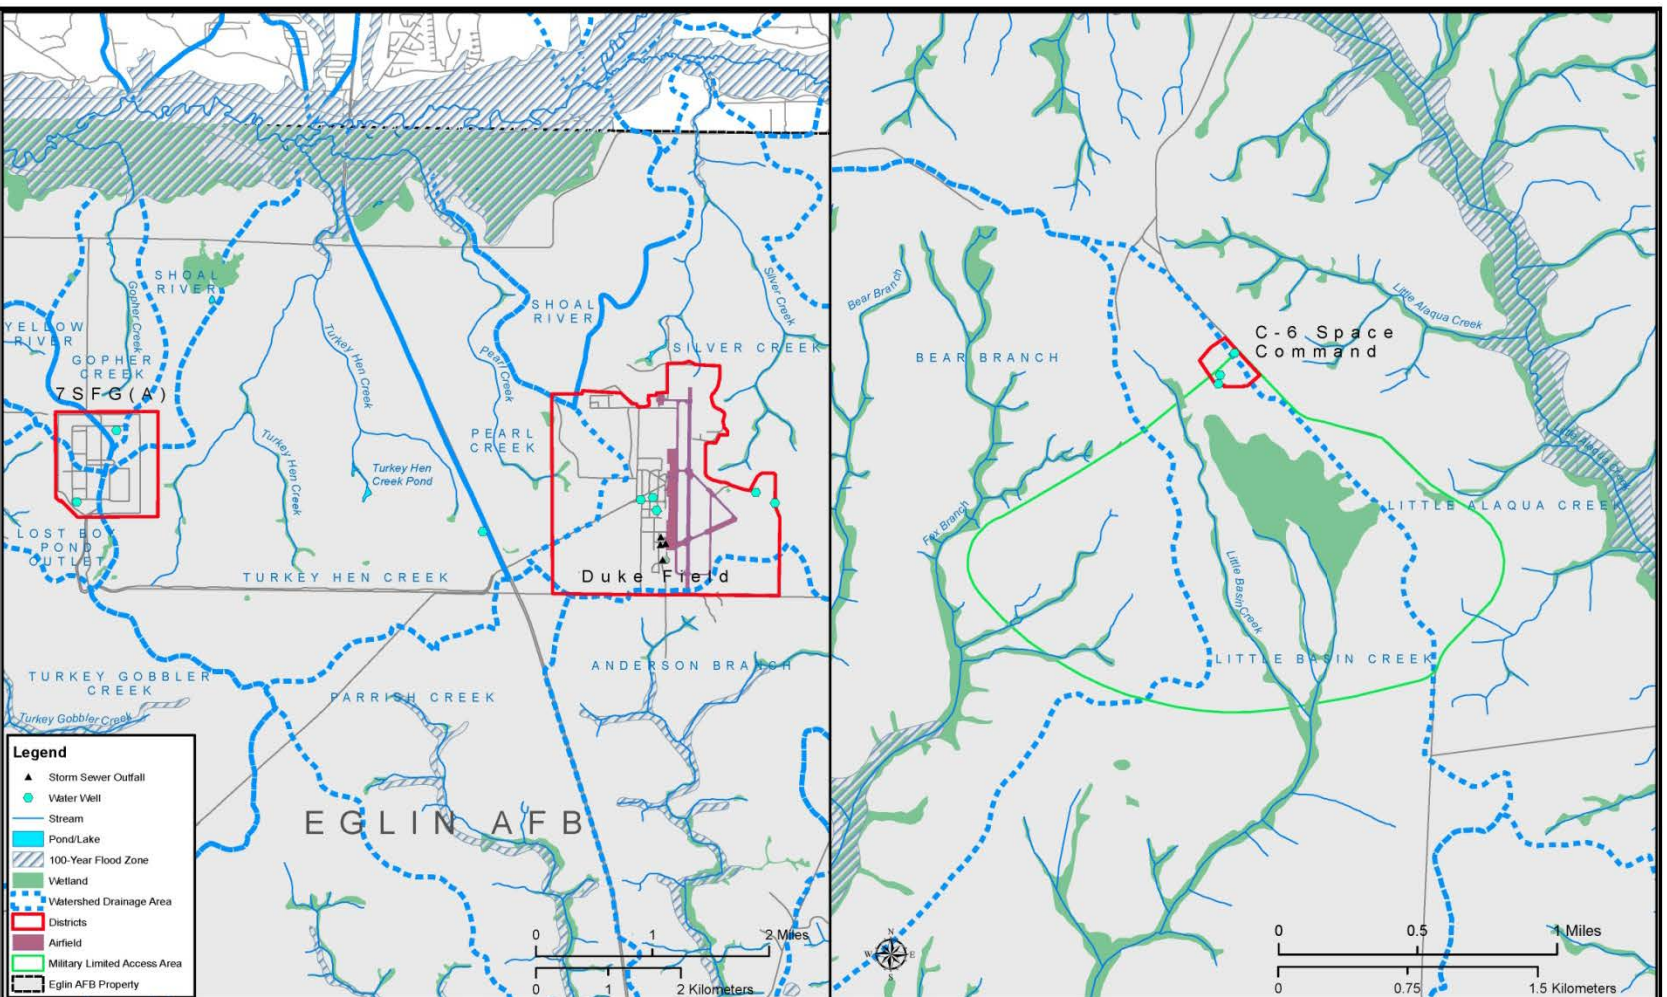 SHOAL
RIVER
Gopher Creek
YELLOW
RIVER
GOPHER
CREEK
7SFG(A)
Turkey Hen Creek
Turkey Hen Creek
Turkey Hen
Creek Pond
Pearl Creek
PEARL
CREEK
SHOAL
RIVER
Silver Creek
SILVER CREEK
LOST BOY
POND
OUTLET
TURKEY HEN CREEK
Duke Field
TURKEY GOBBLER
CREEK
Turkey Gobbler Creek
PARRISH CREEK
ANDERSON BRANCH
EGLIN AFB
Legend
Storm Sewer Outfall
Water Well
Stream
Pond/Lake
100-Year Flood Zone
Wetland
Watershed Drainage Area
Districts
Airfield
Military Limited Access Area
Eglin AFB Property
0 1 2 Miles
0 1 2 Kilometers
Bear Branch
BEAR BRANCH
Little Alaqua Creek
C-6 Space
Command
Little Alaqua Creek
LITTLE ALAQUA CREEK
Fox Branch
Little Basin Creek
LITTLE BASIN CREEK
N
W E
S
0 0.5 1 Miles
0 0.75 1.5 Kilometers